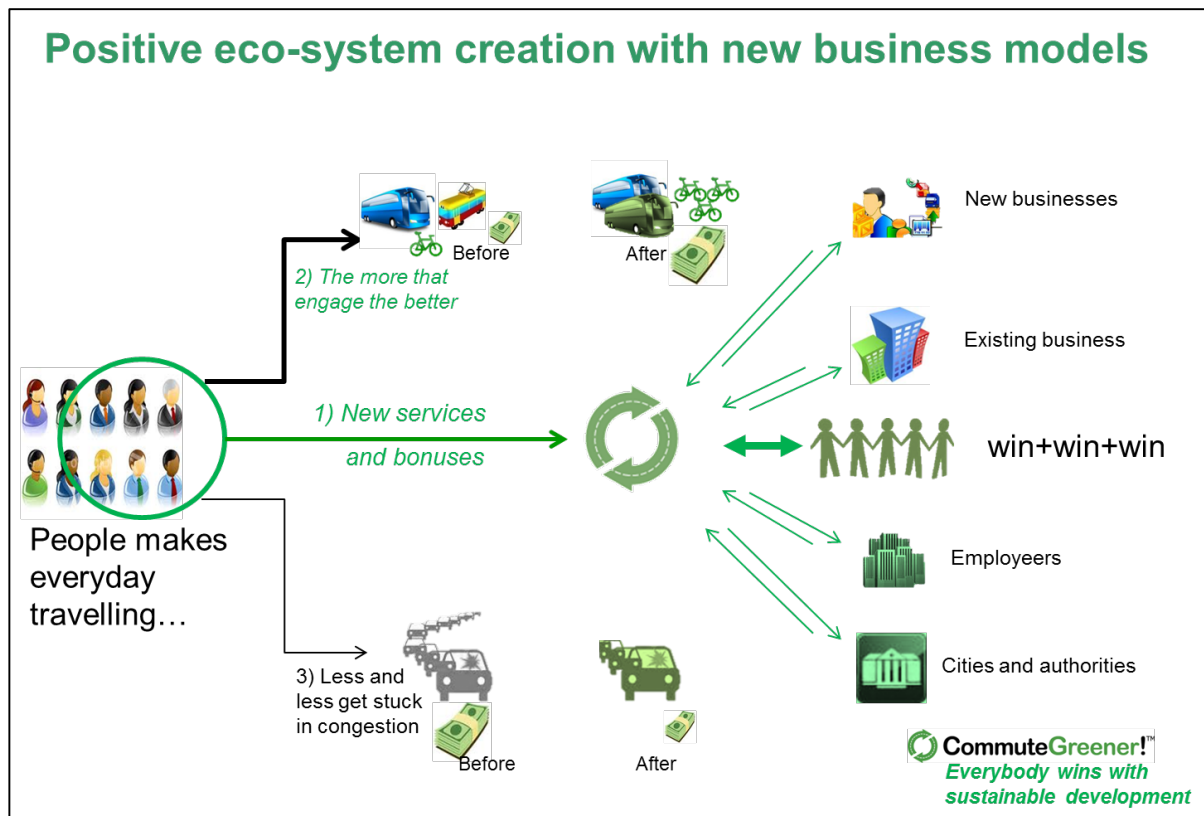 Positive eco-system creation with new business models
New businesses
Before
After
2) The more that
engage the better
Existing business
1) New services
and bonuses
win+win+win
People makes
everyday
travelling…
Employeers
3) Less and
less get stuck
in congestion
Cities and authorities
Before
After
CommuteGreener!™
Everybody wins with
sustainable development